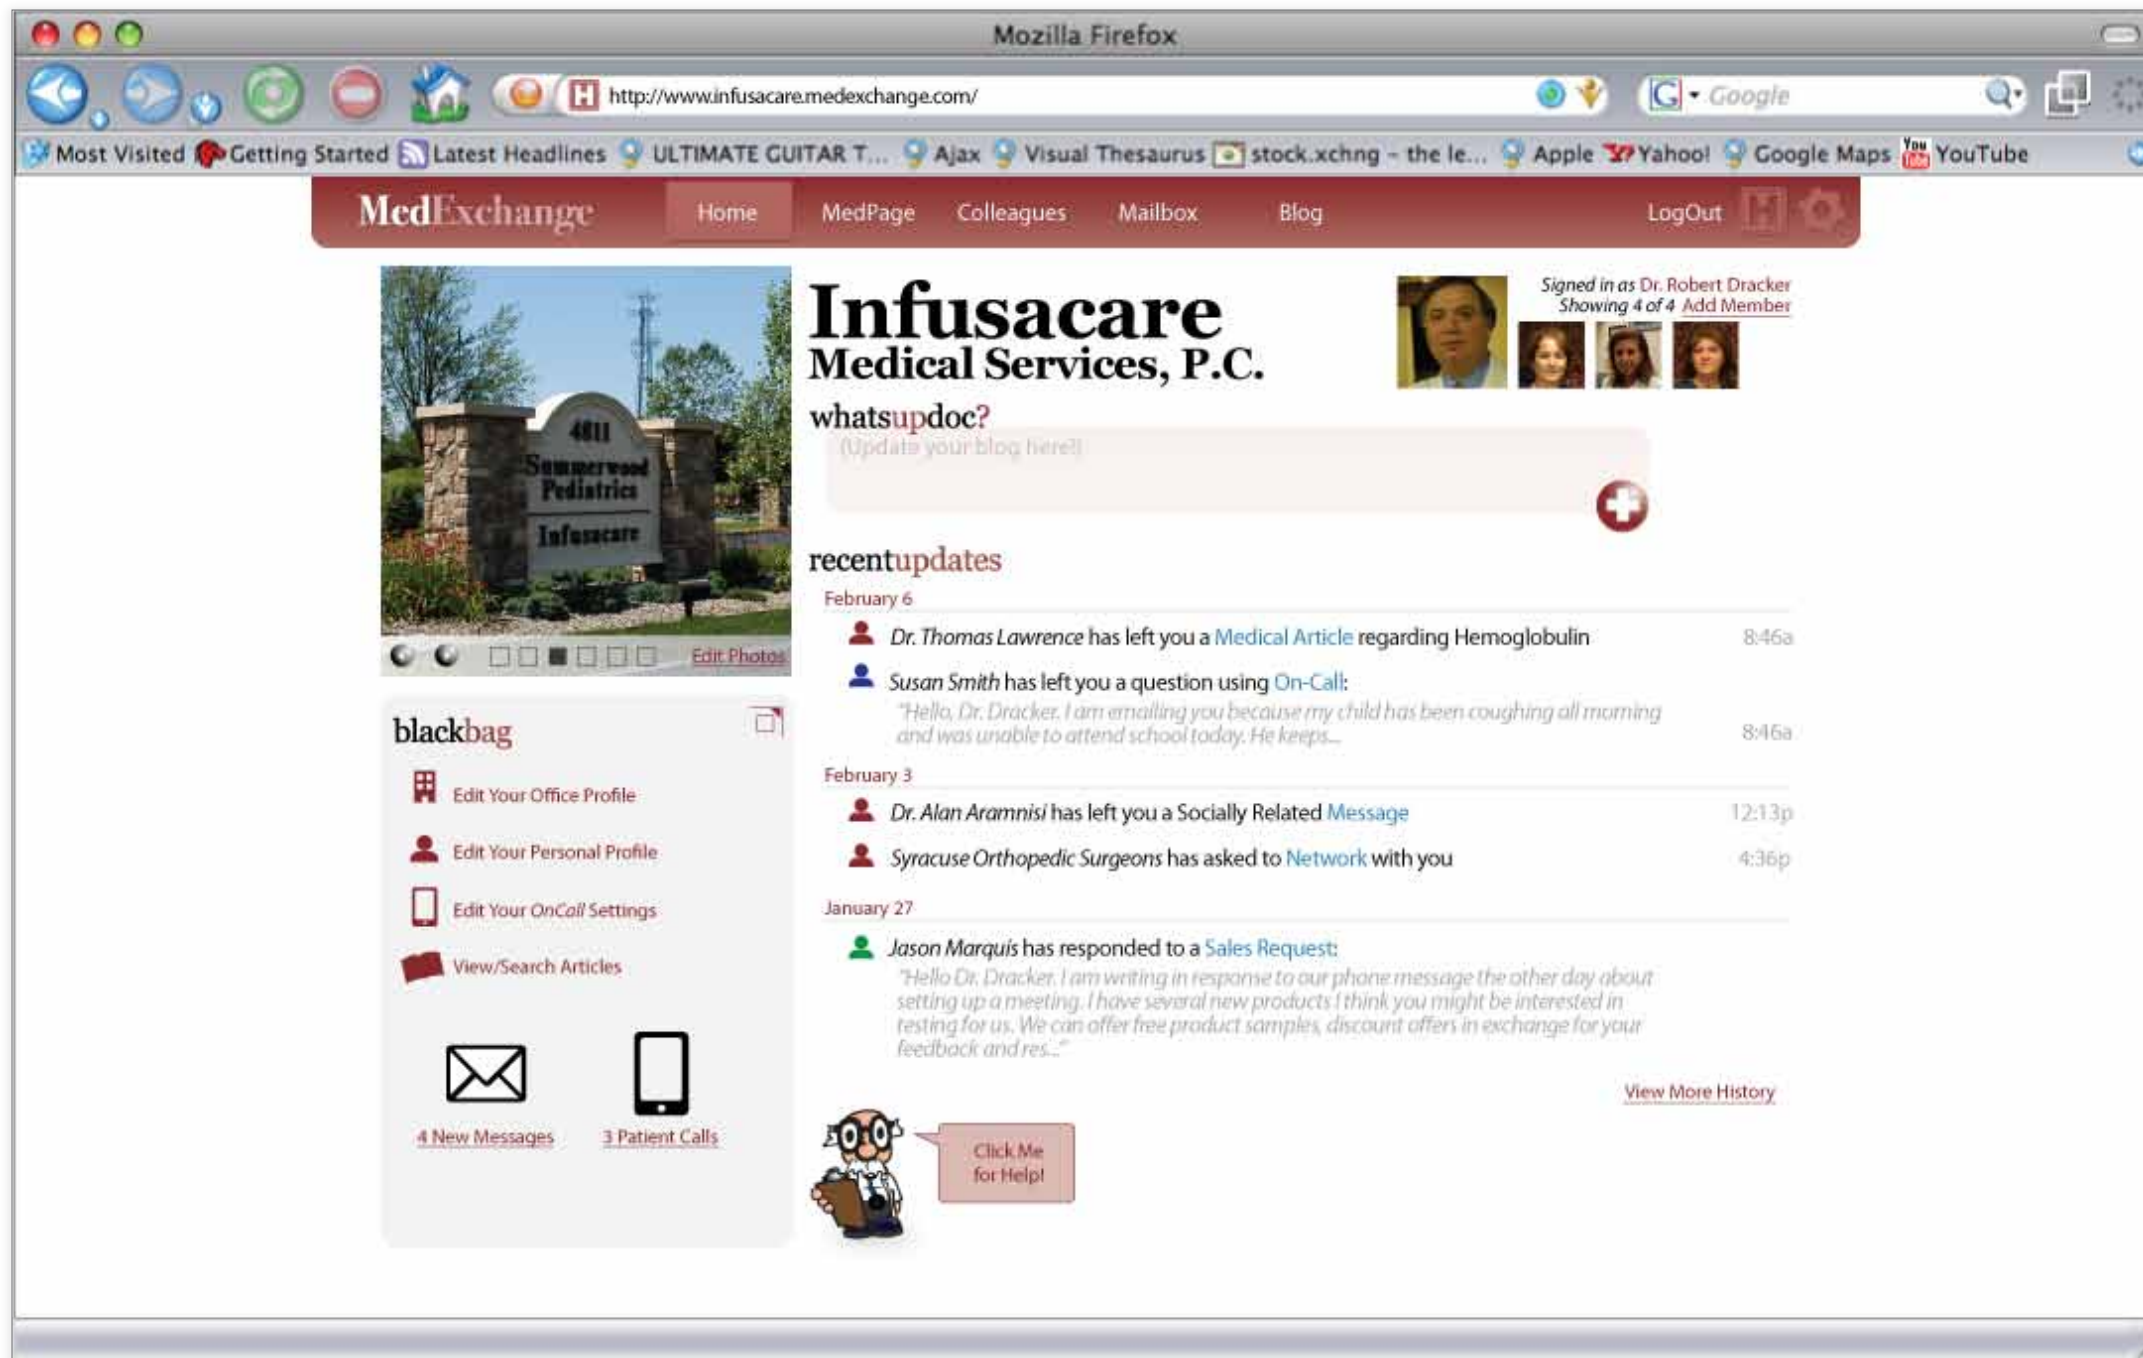 Mozilla Firefox
http://www.infusacare.medexchange.com/
Google
Most Visited Getting Started Latest Headlines ULTIMATE GUITAR T... Ajax Visual Thesaurus stock.xchng – the le... Apple Yahoo! Google Maps YouTube
MedExchange Home MedPage Colleagues Mailbox Blog LogOut
4811
Summerwood
Pediatrics
Infusacare
Edit Photos
Infusacare
Medical Services, P.C.
Signed in as Dr. Robert Dracker
Showing 4 of 4 Add Member
whatsupdoc?
(Update your blog here!)
recentupdates
February 6
Dr. Thomas Lawrence has left you a Medical Article regarding Hemoglobulin 8:46a
Susan Smith has left you a question using On-Call:
"Hello, Dr. Dracker. I am emailing you because my child has been coughing all morning
and was unable to attend school today. He keeps... 8:46a
February 3
Dr. Alan Aramnisi has left you a Socially Related Message 12:13p
Syracuse Orthopedic Surgeons has asked to Network with you 4:36p
January 27
Jason Marquis has responded to a Sales Request:
"Hello Dr. Dracker. I am writing in response to our phone message the other day about
setting up a meeting. I have several new products I think you might be interested in
testing for us. We can offer free product samples, discount offers in exchange for your
feedback and res..."
View More History
blackbag
Edit Your Office Profile
Edit Your Personal Profile
Edit Your OnCall Settings
View/Search Articles
4 New Messages 3 Patient Calls
Click Me
for Help!